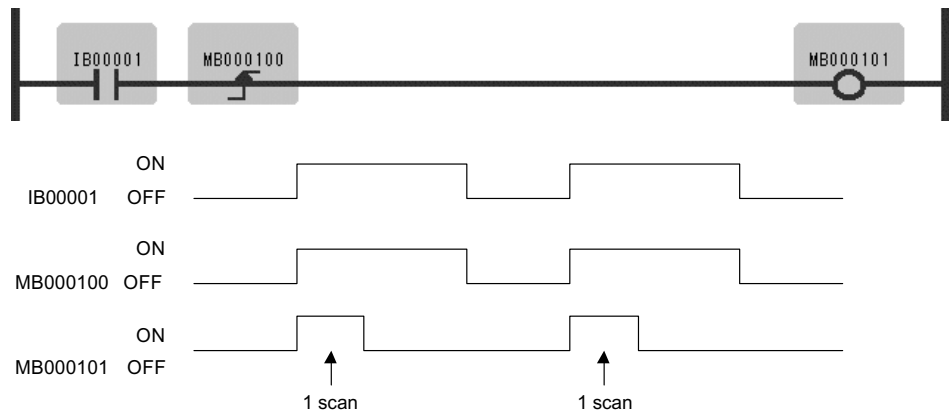 IB00001 MB000100 MB000101
ON
IB00001 OFF
ON
MB000100 OFF
ON
MB000101 OFF
1 scan 1 scan